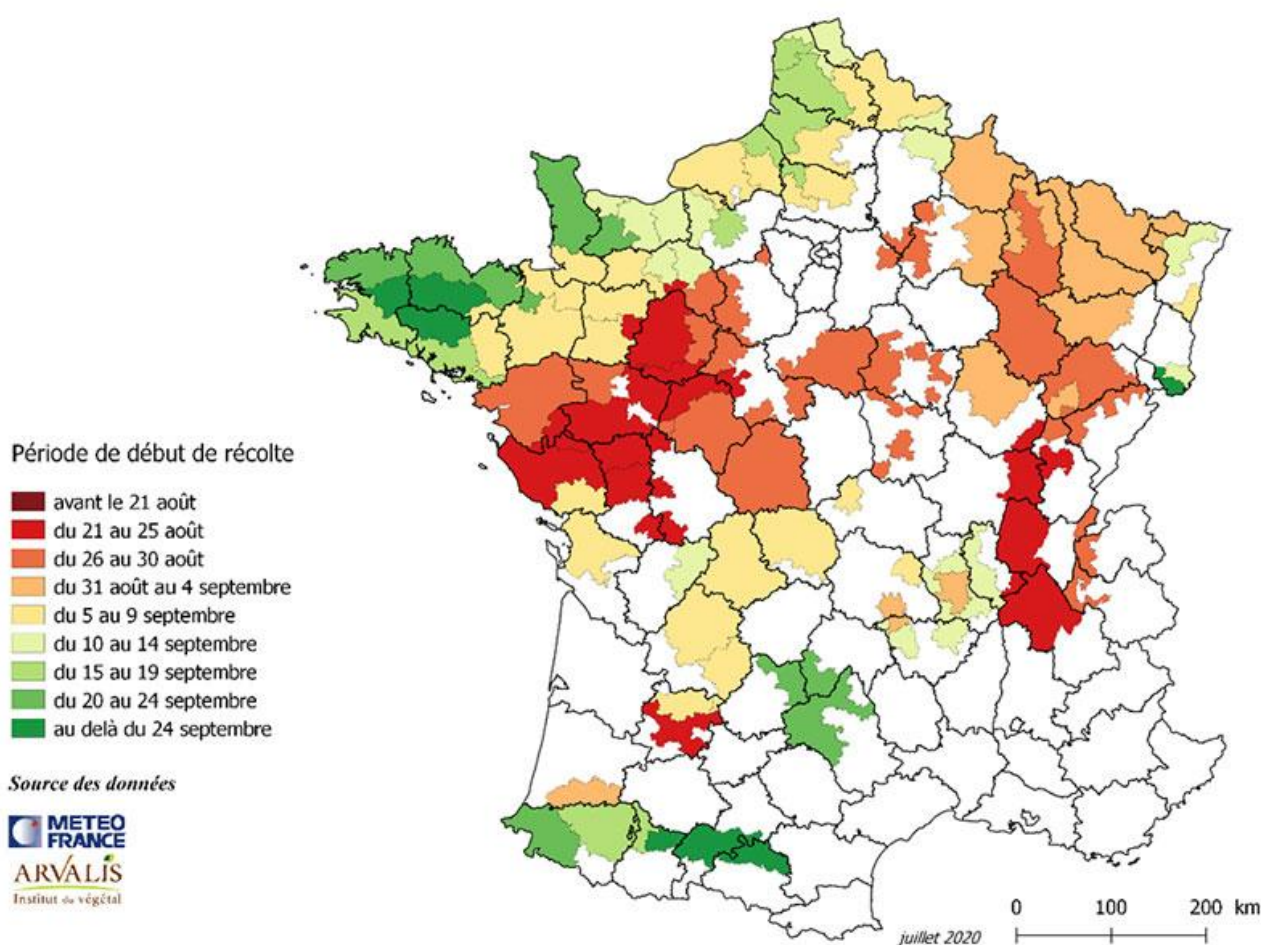 Période de début de récolte
avant le 21 août
du 21 au 25 août
du 26 au 30 août
du 31 août au 4 septembre
du 5 au 9 septembre
du 10 au 14 septembre
du 15 au 19 septembre
du 20 au 24 septembre
au delà du 24 septembre
Source des données
METEO
FRANCE
ARVALIS
Institut du végétal
0 100 200 km
juillet 2020